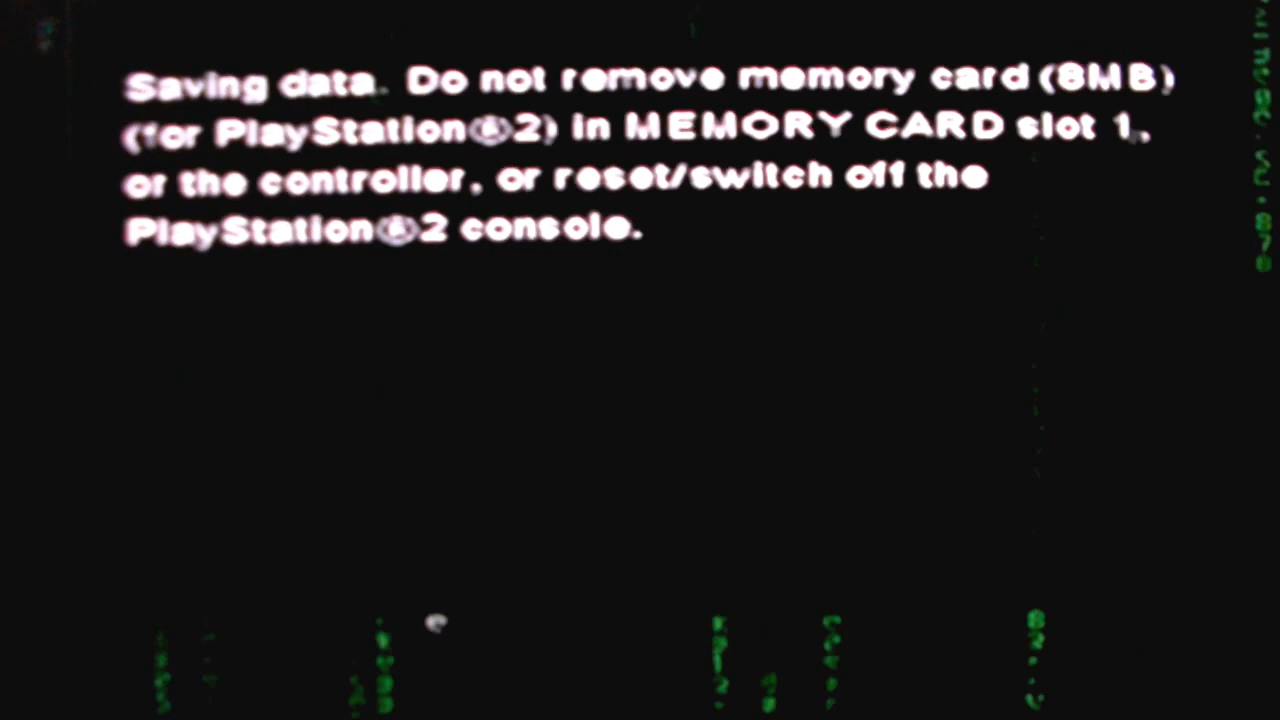 Saving data. Do not remove memory card (8MB)
(for PlayStation®2) in MEMORY CARD slot 1,
or the controller, or reset/switch off the
PlayStation®2 console.